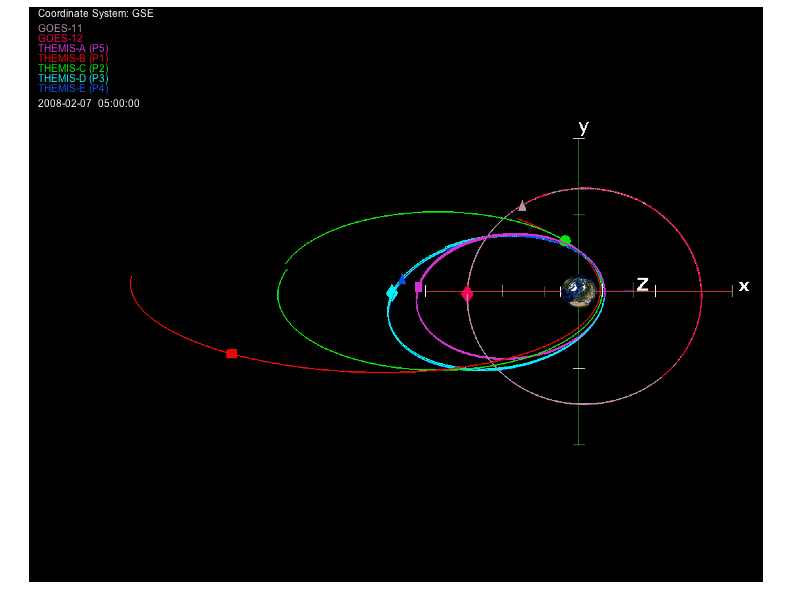 Coordinate System: GSE
GOES-11
GOES-12
THEMIS-A (P5)
THEMIS-B (P1)
THEMIS-C (P2)
THEMIS-D (P3)
THEMIS-E (P4)
2008-02-07 05:00:00
y
Z
x